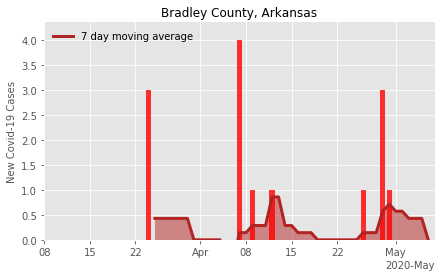 Bradley County, Arkansas
7 day moving average
New Covid-19 Cases
4.0
3.5
3.0
2.5
2.0
1.5
1.0
0.5
0.0
08 15 22 Apr 08 15 22 May
2020-May